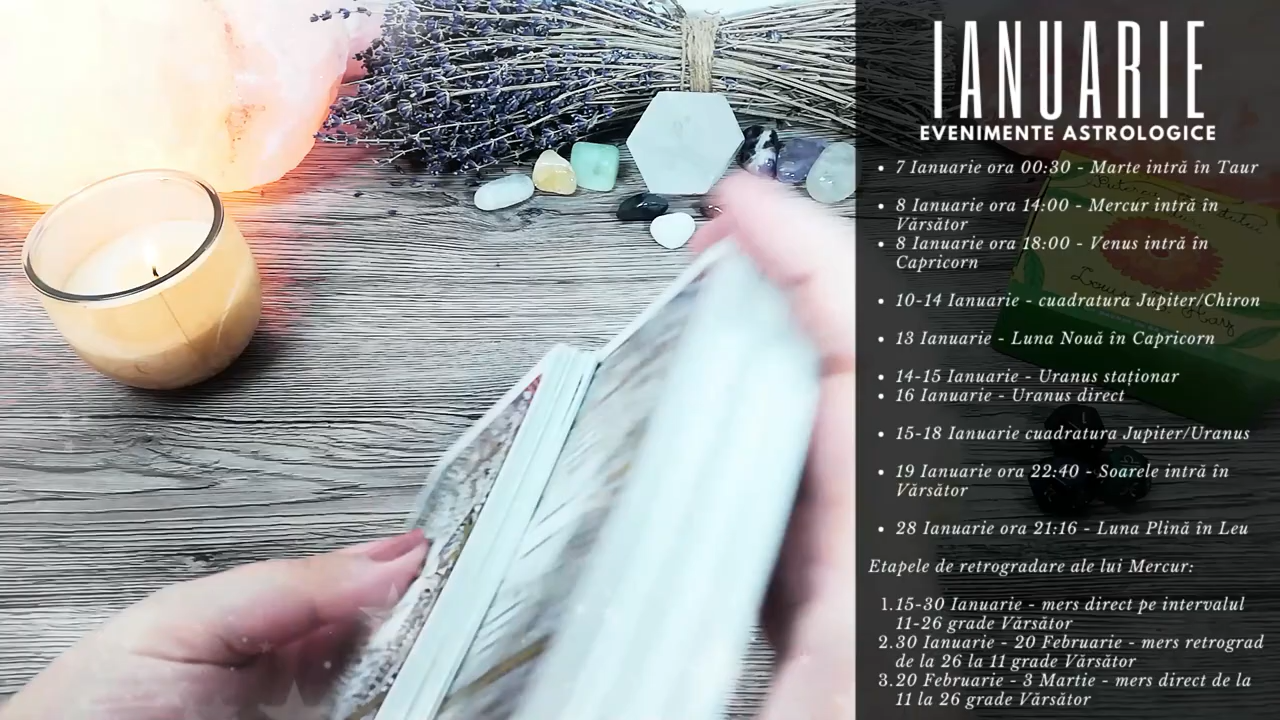 IANUARIE
EVENIMENTE ASTROLOGICE
• 7 Ianuarie ora 00:30 - Marte intră în Taur
• 8 Ianuarie ora 14:00 - Mercur intră în
Vărsător
• 8 Ianuarie ora 18:00 - Venus intră în
Capricorn
• 10-14 Ianuarie - cuadratura Jupiter/Chiron
• 13 Ianuarie - Luna Nouă în Capricorn
• 14-15 Ianuarie - Uranus staționar
• 16 Ianuarie - Uranus direct
• 15-18 Ianuarie cuadratura Jupiter/Uranus
• 19 Ianuarie ora 22:40 - Soarele intră în
Vărsător
• 28 Ianuarie ora 21:16 - Luna Plină în Leu
Etapele de retrogradare ale lui Mercur:
1. 15-30 Ianuarie - mers direct pe intervalul
11-26 grade Vărsător
2. 30 Ianuarie - 20 Februarie - mers retrograd
de la 26 la 11 grade Vărsător
3. 20 Februarie - 3 Martie - mers direct de la
11 la 26 grade Vărsător
Louise Hay